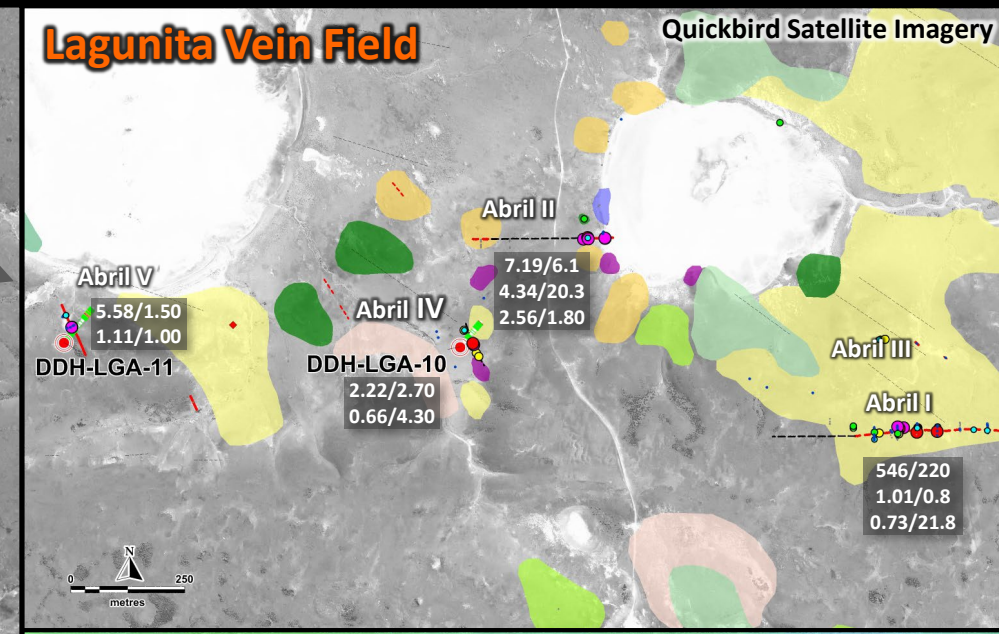 Lagunita Vein Field
Quickbird Satellite Imagery
Abril II
7.19/6.1
4.34/20.3
2.56/1.80
Abril V
5.58/1.50
1.11/1.00
DDH-LGA-11
Abril IV
DDH-LGA-10
2.22/2.70
0.66/4.30
Abril III
Abril I
546/220
1.01/0.8
0.73/21.8
N
0 250
metres